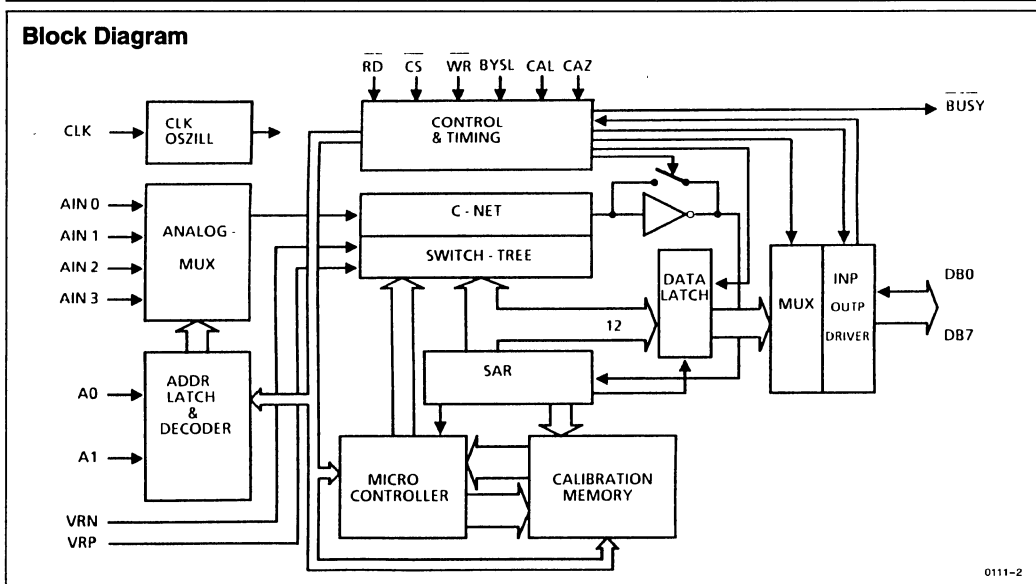 Block Diagram
RD CS WR BYSL CAL CAZ
CLK
CLK
OSZILL
CONTROL
& TIMING
BUSY
AIN 0
AIN 1
AIN 2
AIN 3
ANALOG -
MUX
C - NET
SWITCH - TREE
DATA
LATCH
MUX
INP
OUTP
DRIVER
DB0
DB7
12
SAR
A0
A1
ADDR
LATCH
&
DECODER
MICRO
CONTROLLER
CALIBRATION
MEMORY
VRN
VRP
0111-2